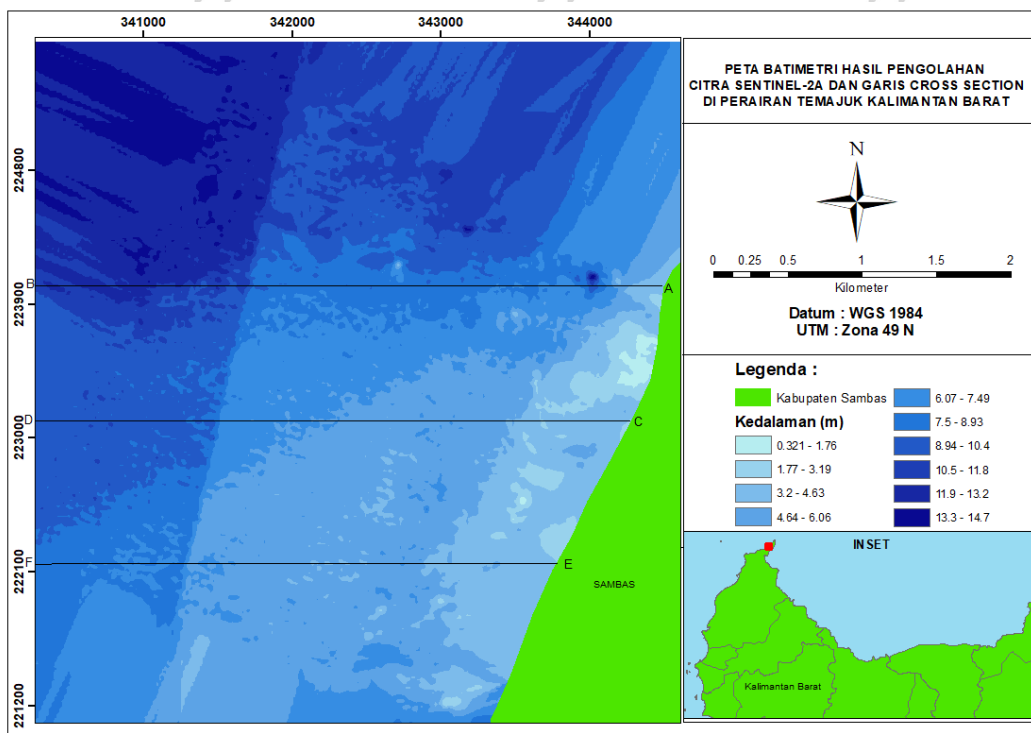 341000 342000 343000 344000
224800
223900
223000
222100
221200
B
A
D
C
F
E
SAMBAS
PETA BATIMETRI HASIL PENGOLAHAN
CITRA SENTINEL-2A DAN GARIS CROSS SECTION
DI PERAIRAN TEMAJUK KALIMANTAN BARAT
N
0 0.25 0.5 1 1.5 2
Kilometer
Datum : WGS 1984
UTM : Zona 49 N
Legenda :
Kabupaten Sambas
Kedalaman (m)
0.321 - 1.76
1.77 - 3.19
3.2 - 4.63
4.64 - 6.06
6.07 - 7.49
7.5 - 8.93
8.94 - 10.4
10.5 - 11.8
11.9 - 13.2
13.3 - 14.7
INSET
Kalimantan Barat